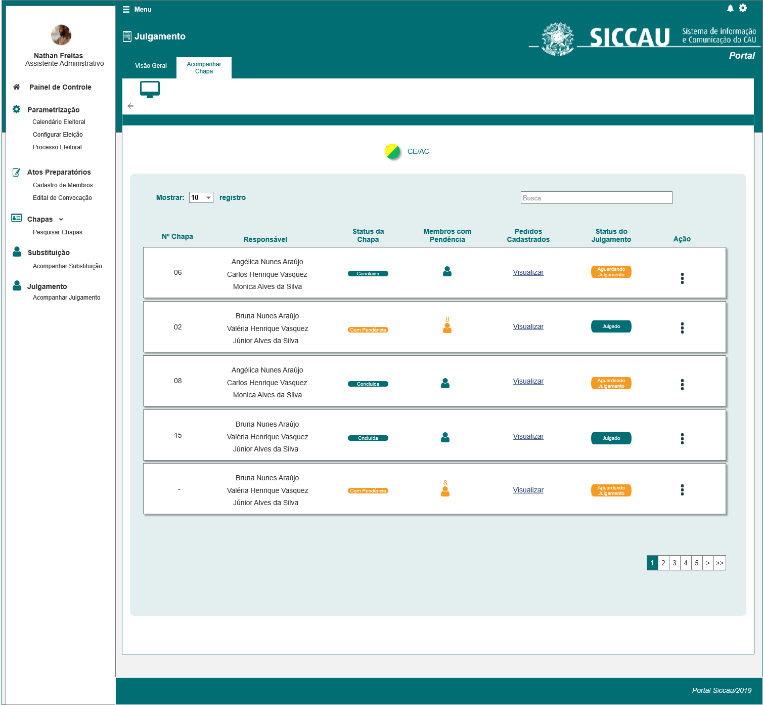 Menu
Julgamento
SICCAU
Sistema de informação
e Comunicação do CAU
Portal
Nathan Freitas
Assistente Administrativo
Painel de Controle
Parametrização
Calendário Eleitoral
Configurar Eleição
Processo Eleitoral
Atos Preparatórios
Cadastro de Membros
Edital de Convocação
Chapas
Pesquisar Chapas
Substituição
Acompanhar Substituição
Julgamento
Acompanhar Julgamento
Visão Geral
Acompanhar
Chapa
CE/AC
Mostrar: 10 registro
Busca
Nº Chapa
Responsável
Status da
Chapa
Membros com
Pendência
Pedidos
Cadastrados
Status do
Julgamento
Ação
06
Angélica Nunes Araújo
Carlos Henrique Vasquez
Monica Alves da Silva
Concluído
Visualizar
Aguardando
Julgamento
02
Bruna Nunes Araújo
Valéria Henrique Vasquez
Júnior Alves da Silva
Com Pendência
8
Visualizar
Julgado
08
Angélica Nunes Araújo
Carlos Henrique Vasquez
Monica Alves da Silva
Concluída
Visualizar
Aguardando
Julgamento
15
Bruna Nunes Araújo
Valéria Henrique Vasquez
Júnior Alves da Silva
Cncluída
Visualizar
Julgado
-
Bruna Nunes Araújo
Valéria Henrique Vasquez
Júnior Alves da Silva
Com Pendência
8
Visualizar
Aguardando
Julgamento
1 2 3 4 5 > >>
Portal Siccau/2019